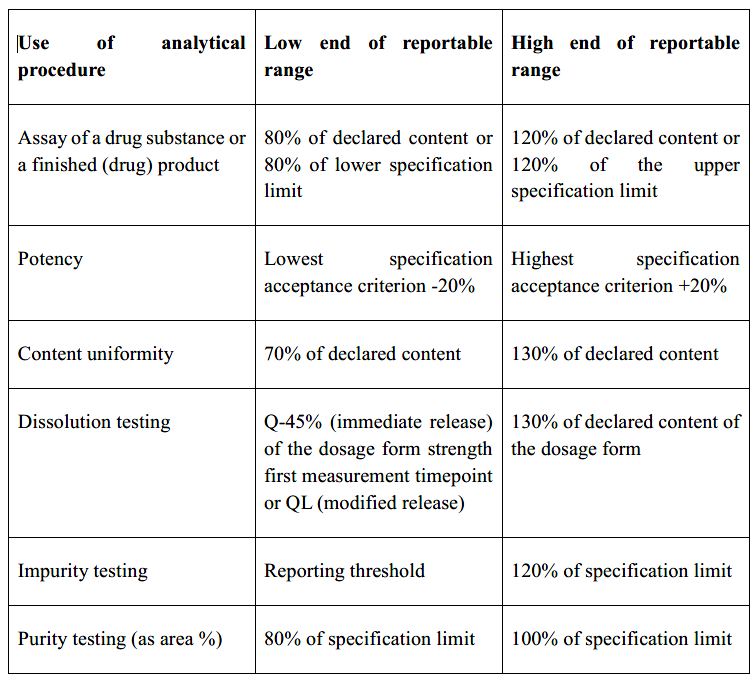 Use of analytical
procedure
Low end of reportable
range
High end of reportable
range
Assay of a drug substance or
a finished (drug) product
80% of declared content or
80% of lower specification
limit
120% of declared content or
120% of the upper
specification limit
Potency
Lowest specification
acceptance criterion -20%
Highest specification
acceptance criterion +20%
Content uniformity
70% of declared content
130% of declared content
Dissolution testing
Q-45% (immediate release)
of the dosage form strength
first measurement timepoint
or QL (modified release)
130% of declared content of
the dosage form
Impurity testing
Reporting threshold
120% of specification limit
Purity testing (as area %)
80% of specification limit
100% of specification limit